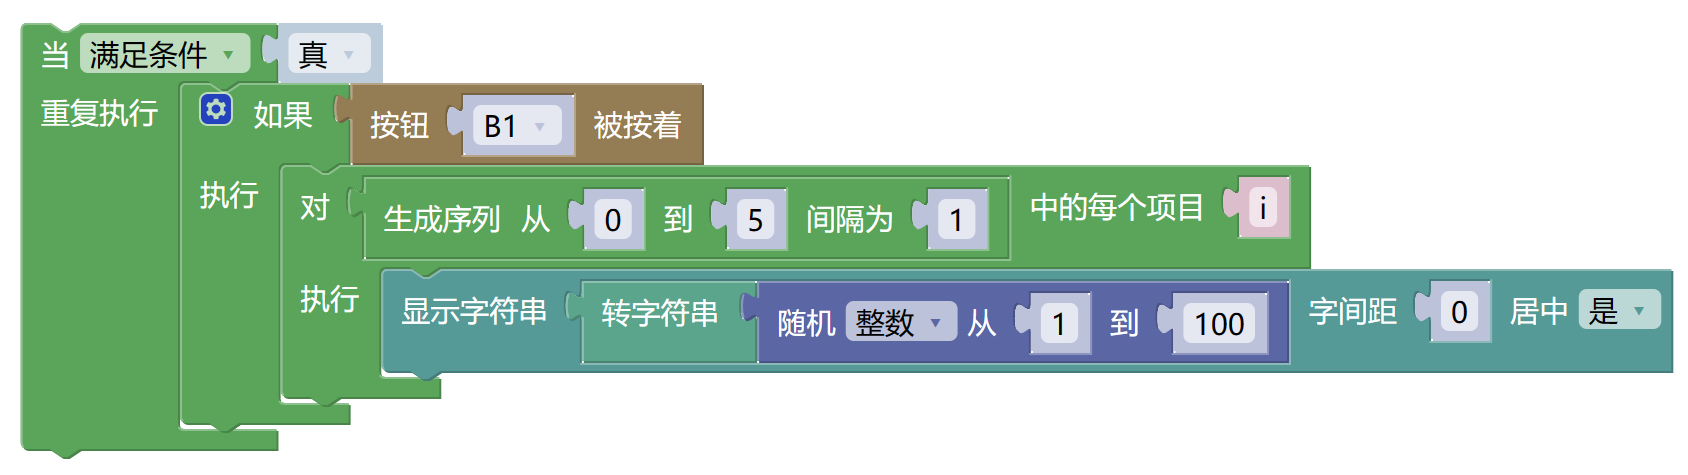 当 满足条件 真
重复执行 如果 按钮 B1 被按着
执行 对 生成序列 从 0 到 5 间隔为 1 中的每个项目 i
执行 显示字符串 转字符串 随机 整数 从 1 到 100 字间距 0 居中 是